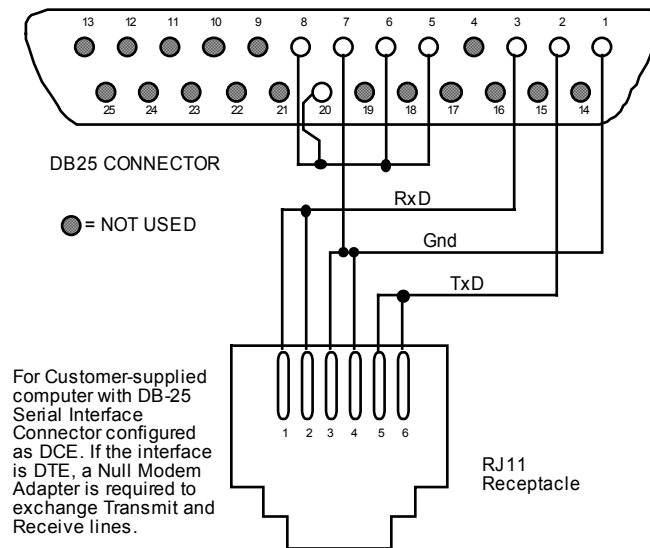 13 12 11 10 9 8 7 6 5 4 3 2 1
25 24 23 22 21 20 19 18 17 16 15 14
DB25 CONNECTOR
= NOT USED
RxD
Gnd
TxD
For Customer-supplied
computer with DB-25
Serial Interface
Connector configured
as DCE. If the interface
is DTE, a Null Modem
Adapter is required to
exchange Transmit and
Receive lines.
1 2 3 4 5 6
RJ11
Receptacle